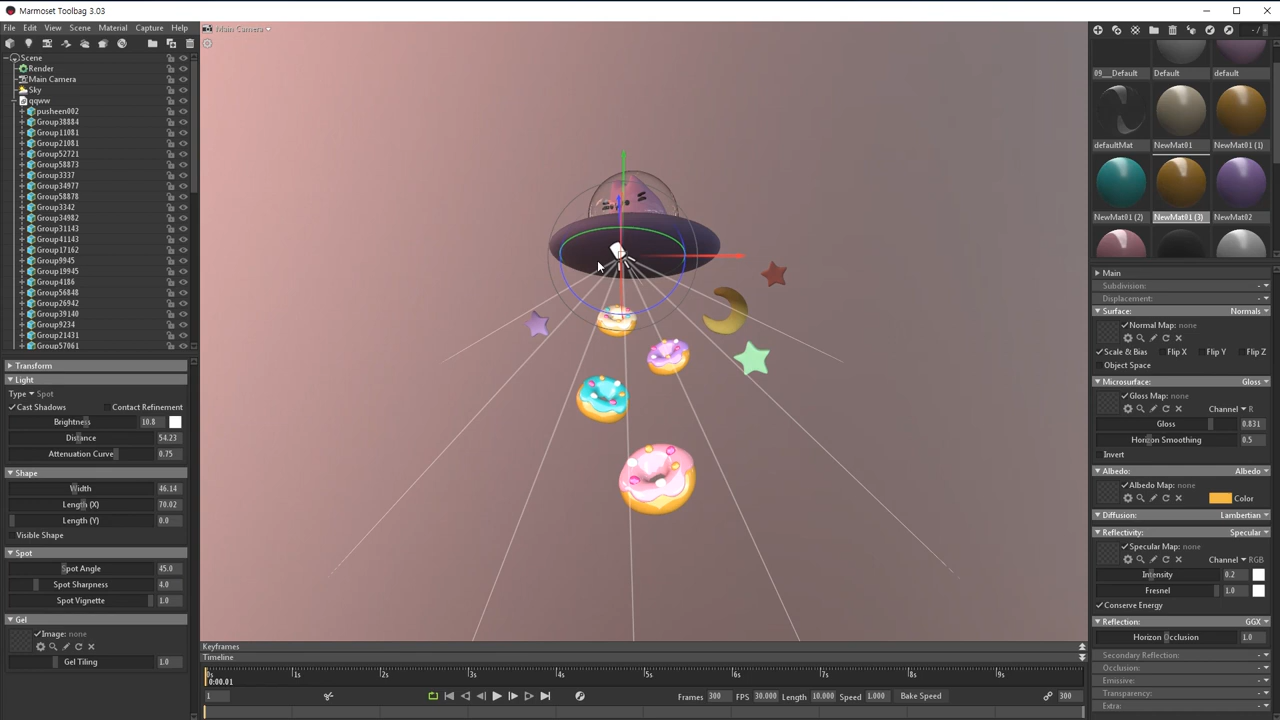 Marmoset Toolbag 3.03
File Edit View Scene Material Capture Help
Main Camera
Scene
Render
Main Camera
Sky
qqww
pusheen002
Group38884
Group11081
Group21081
Group52721
Group58873
Group3337
Group34977
Group58878
Group3342
Group34982
Group31143
Group41143
Group17162
Group9945
Group19945
Group4186
Group56848
Group26942
Group39140
Group9234
Group21431
Group57061
Transform
Light
Type Spot
Cast Shadows Contact Refinement
Brightness 10.8
Distance 54.23
Attenuation Curve 0.75
Shape
Width 46.14
Length (X) 70.02
Length (Y) 0.0
Visible Shape
Spot
Spot Angle 45.0
Spot Sharpness 4.0
Spot Vignette 1.0
Gel
Image: none
Gel Tiling 1.0
Keyframes
Timeline
0s 1s 2s 3s 4s 5s 6s 7s 8s 9s
0:00.01
1 Frames 300 FPS 30.000 Length 10.000 Speed 1.000 Bake Speed 300
09__Default Default default
defaultMat NewMat01 NewMat01 (1)
NewMat01 (2) NewMat01 (3) NewMat02
Main
Subdivision:
Displacement:
Surface: Normals
Normal Map: none
Scale & Bias Flip X Flip Y Flip Z
Object Space
Microsurface: Gloss
Gloss Map: none
Channel R
Gloss 0.831
Horizon Smoothing 0.5
Invert
Albedo: Albedo
Albedo Map: none
Color
Diffusion: Lambertian
Reflectivity: Specular
Specular Map: none
Channel RGB
Intensity 0.2
Fresnel 1.0
Conserve Energy
Reflection: GGX
Horizon Occlusion 1.0
Secondary Reflection:
Occlusion:
Emissive:
Transparency:
Extra: